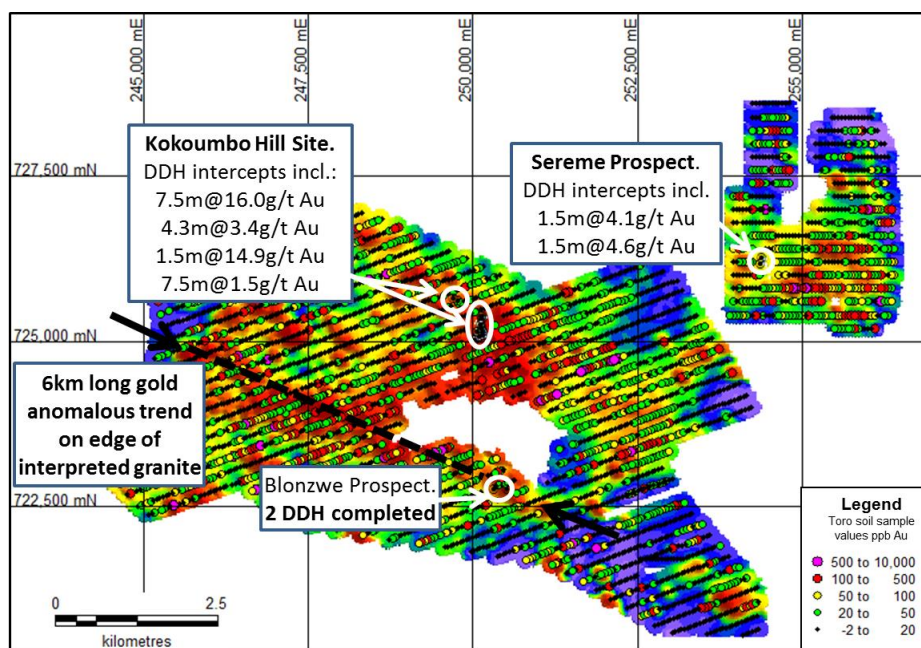 245,000 mE
247,500 mE
250,000 mE
252,500 mE
255,000 mE
727,500 mN
725,000 mN
722,500 mN
Kokoumbo Hill Site.
DDH intercepts incl.:
7.5m@16.0g/t Au
4.3m@3.4g/t Au
1.5m@14.9g/t Au
7.5m@1.5g/t Au
Sereme Prospect.
DDH intercepts incl.
1.5m@4.1g/t Au
1.5m@4.6g/t Au
6km long gold
anomalous trend
on edge of
interpreted granite
Blonzwe Prospect.
2 DDH completed
0 2.5
kilometres
Legend
Toro soil sample
values ppb Au
500 to 10,000
100 to 500
50 to 100
20 to 50
-2 to 20